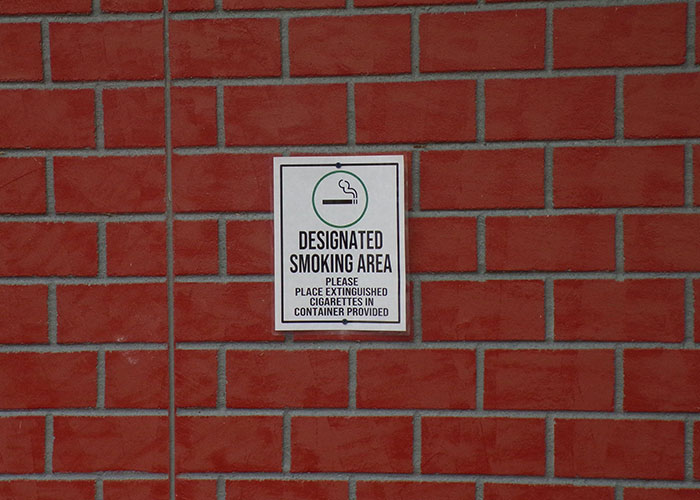 DESIGNATED
SMOKING AREA
PLEASE
PLACE EXTINGUISHED
CIGARETTES IN
CONTAINER PROVIDED